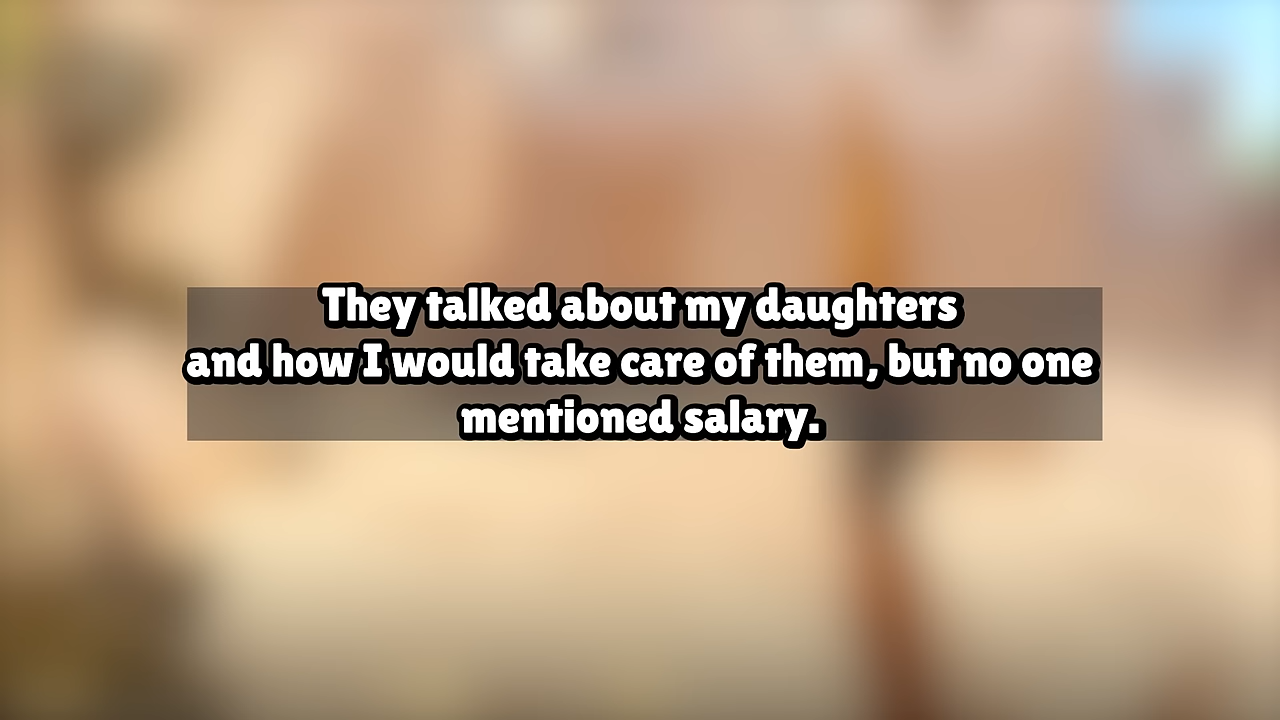 They talked about my daughters
and how I would take care of them, but no one
mentioned salary.